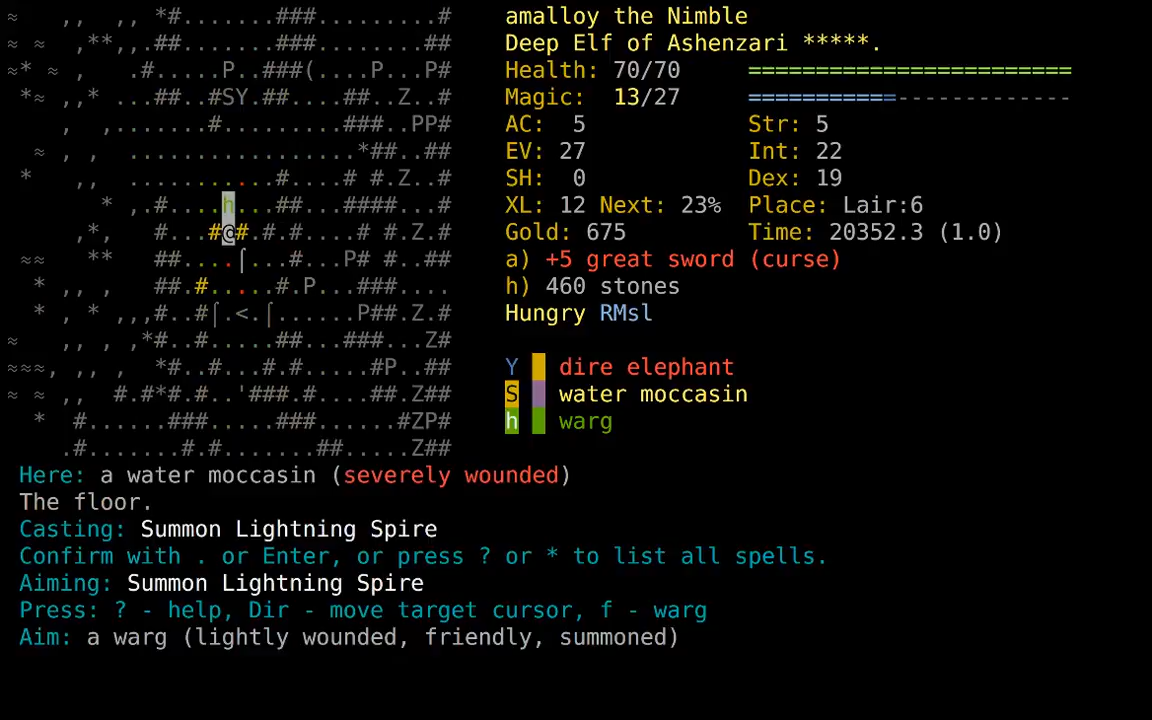 ≈    ,,  ,, *#.......###..........#   amalloy the Nimble
≈ ≈  ,**,,.##.......###........##   Deep Elf of Ashenzari *****.
≈* ≈ ,   .#.....P..###(....P...P#   Health: 70/70 ========================
 *≈ ,,* ...##..#SY.##....##..Z..#   Magic:  13/27 ===========-------------
   ,  ,.......#.........###..PP#   AC:  5            Str: 5
 ≈ , ,  .................*##..##   EV: 27            Int: 22
*   ,,  ...........#....# #.Z..#   SH:  0            Dex: 19
      * ,.#....h...##...####...#   XL: 12 Next: 23%  Place: Lair:6
    ,*,   #...#@#.#.#....# #.Z.#   Gold: 675         Time: 20352.3 (1.0)
≈≈   **   ##....⌠...#...P# #..##   a) +5 great sword (curse)
 * ,, ,   ##.#.....#.P...###....   h) 460 stones
 * , * ,,,#..#⌠.<.⌠......P##.Z.#   Hungry RMsl
≈   ,, , ,*#..#.....##.......Z#
≈≈≈, ,, ,  *#..#...#.#....#P..##   Y dire elephant
≈ ≈ ,,  #.#*#.#..'###.#....##Z##   S water moccasin
 *  #......###.....###......#ZP#   h warg
   .#.......#.#.......##.....Z##
Here: a water moccasin (severely wounded)
The floor.
Casting: Summon Lightning Spire
Confirm with . or Enter, or press ? or * to list all spells.
Aiming: Summon Lightning Spire
Press: ? - help, Dir - move target cursor, f - warg
Aim: a warg (lightly wounded, friendly, summoned)